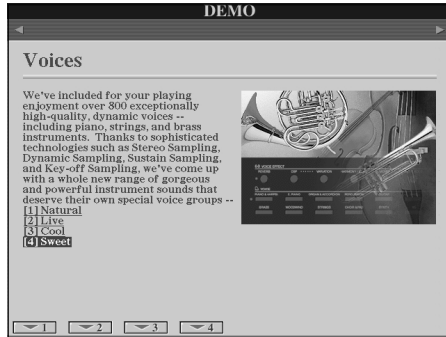 DEMO
Voices
We've included for your playing
enjoyment over 800 exceptionally
high-quality, dynamic voices --
including piano, strings, and brass
instruments.  Thanks to sophisticated
technologies such as Stereo Sampling,
Dynamic Sampling, Sustain Sampling,
and Key-off Sampling, we've come up
with a whole new range of gorgeous
and powerful instrument sounds that
deserve their own special voice groups --
[1] Natural
[2] Live
[3] Cool
[4] Sweet
VOICE EFFECT
1
2
3
4